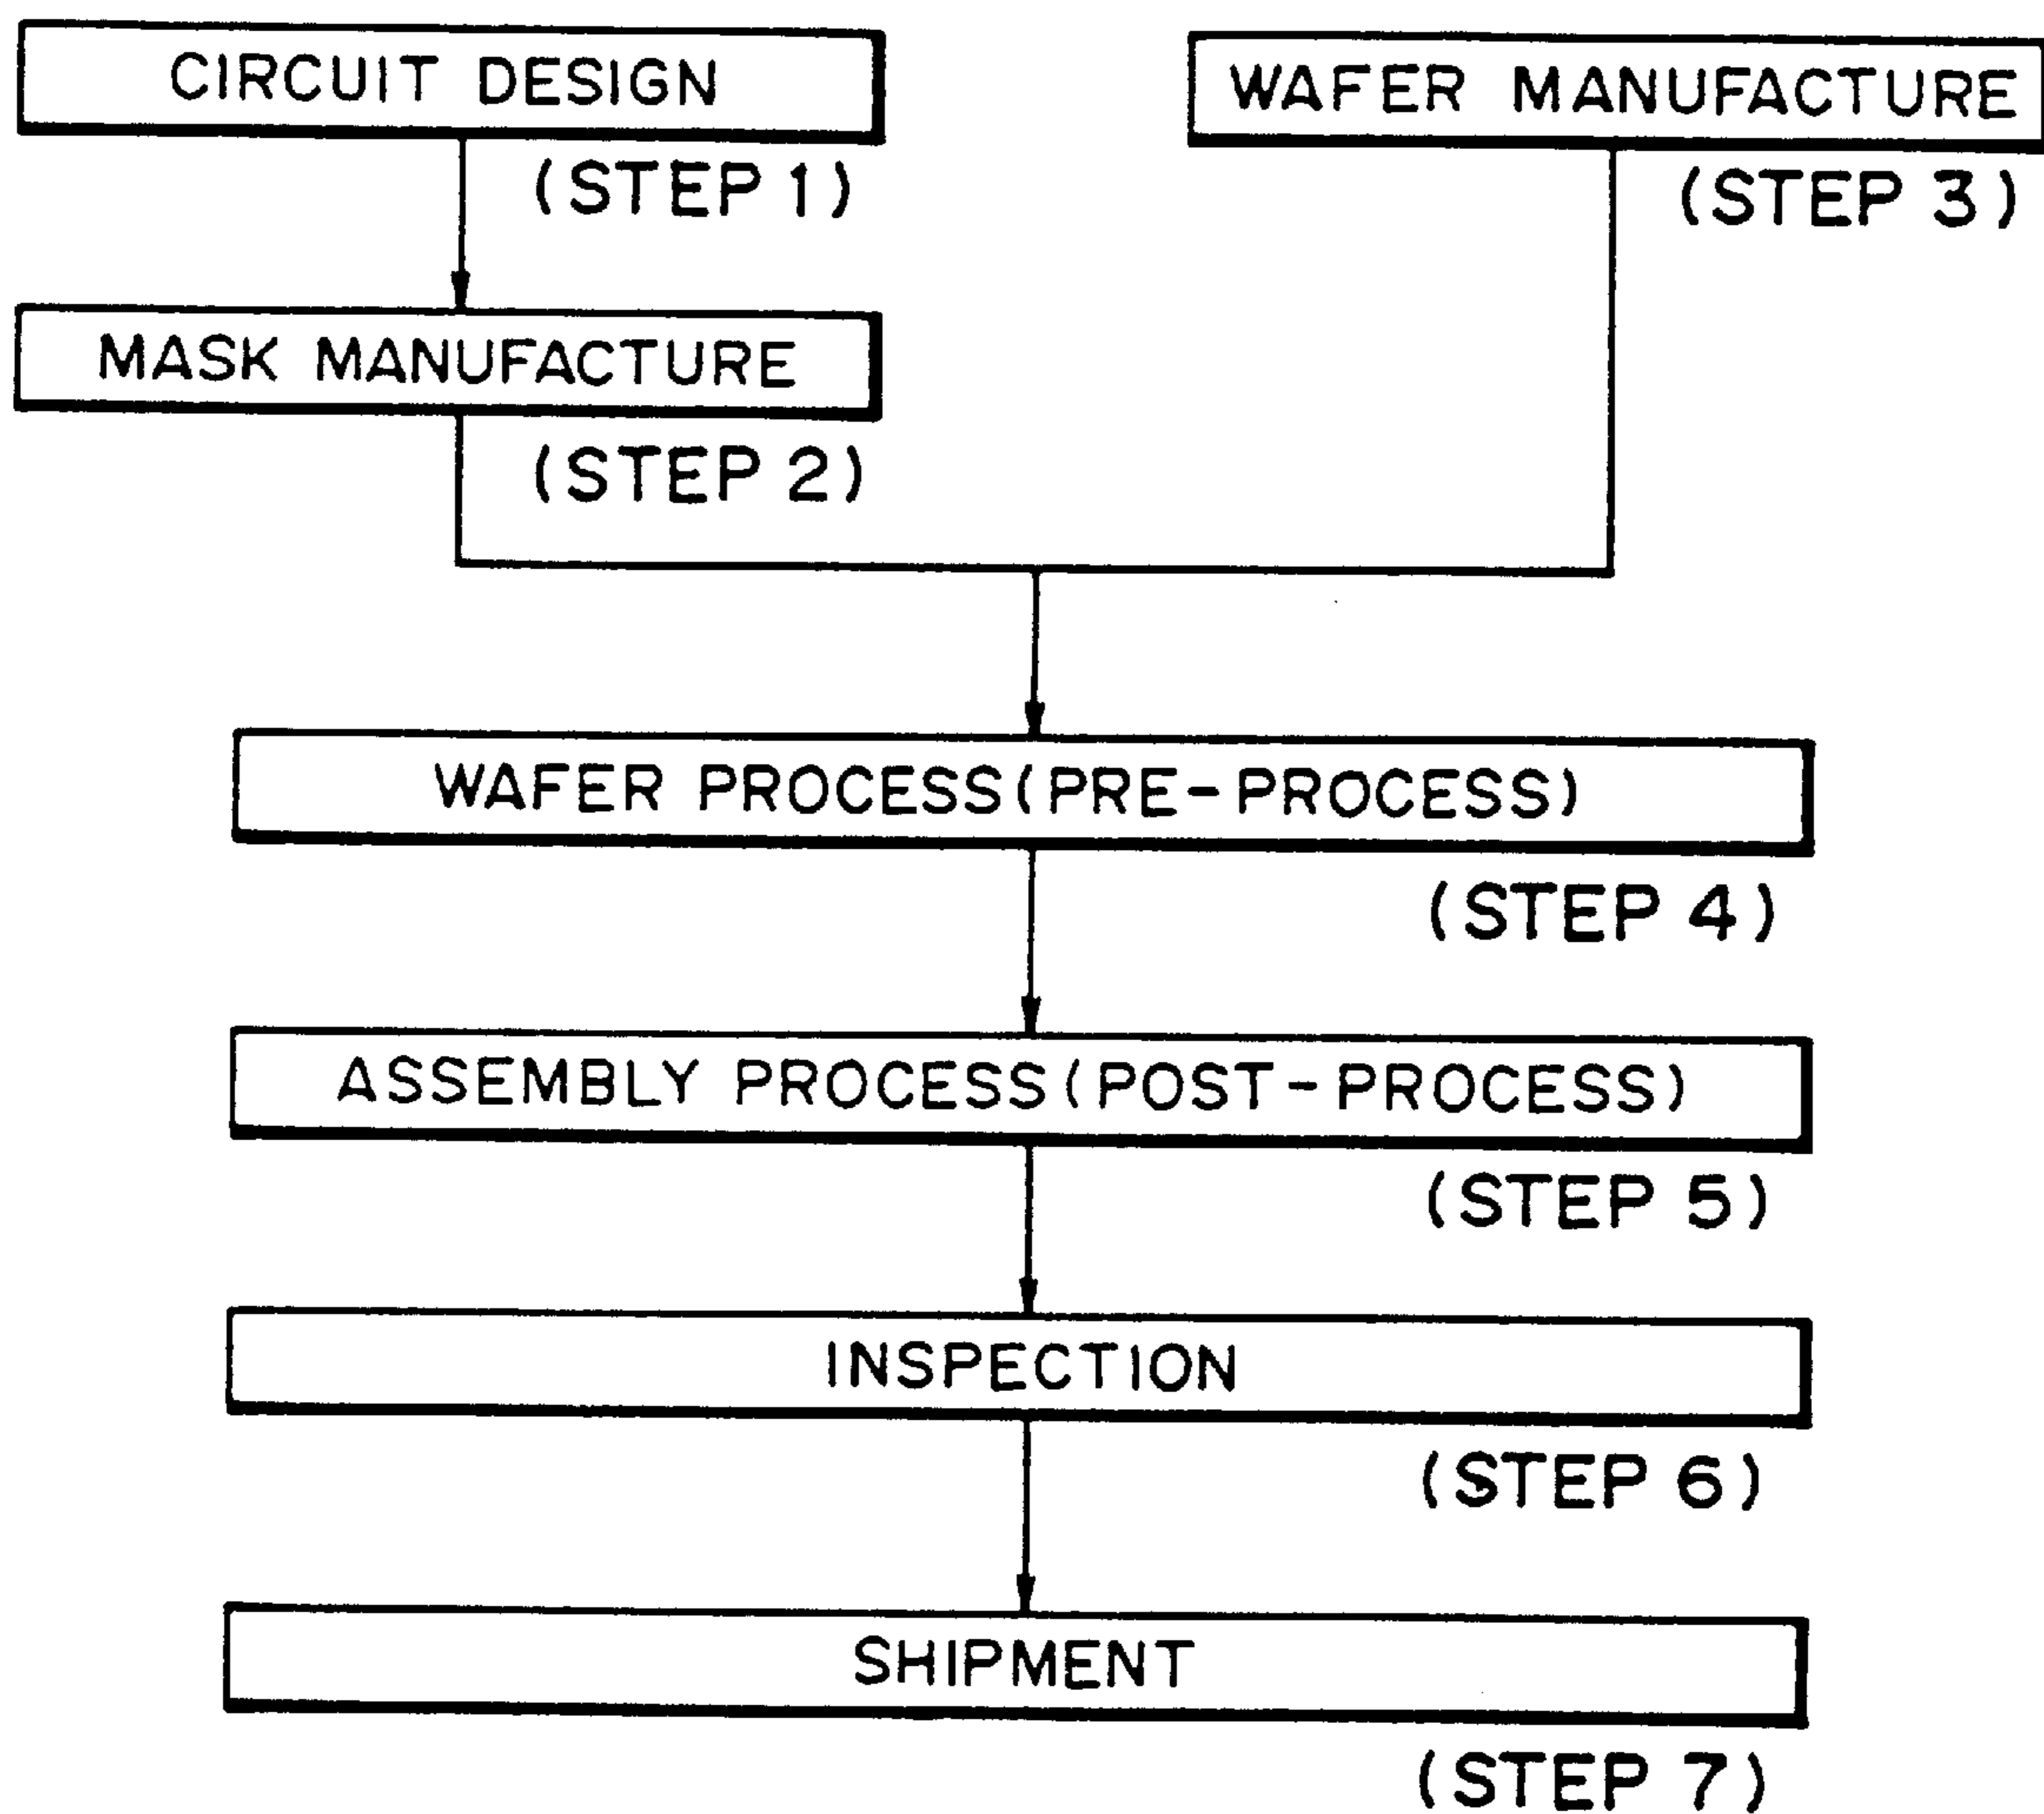 CIRCUIT DESIGN
(STEP 1)
WAFER MANUFACTURE
(STEP 3)
MASK MANUFACTURE
(STEP 2)
WAFER PROCESS(PRE-PROCESS)
(STEP 4)
ASSEMBLY PROCESS(POST-PROCESS)
(STEP 5)
INSPECTION
(STEP 6)
SHIPMENT
(STEP 7)